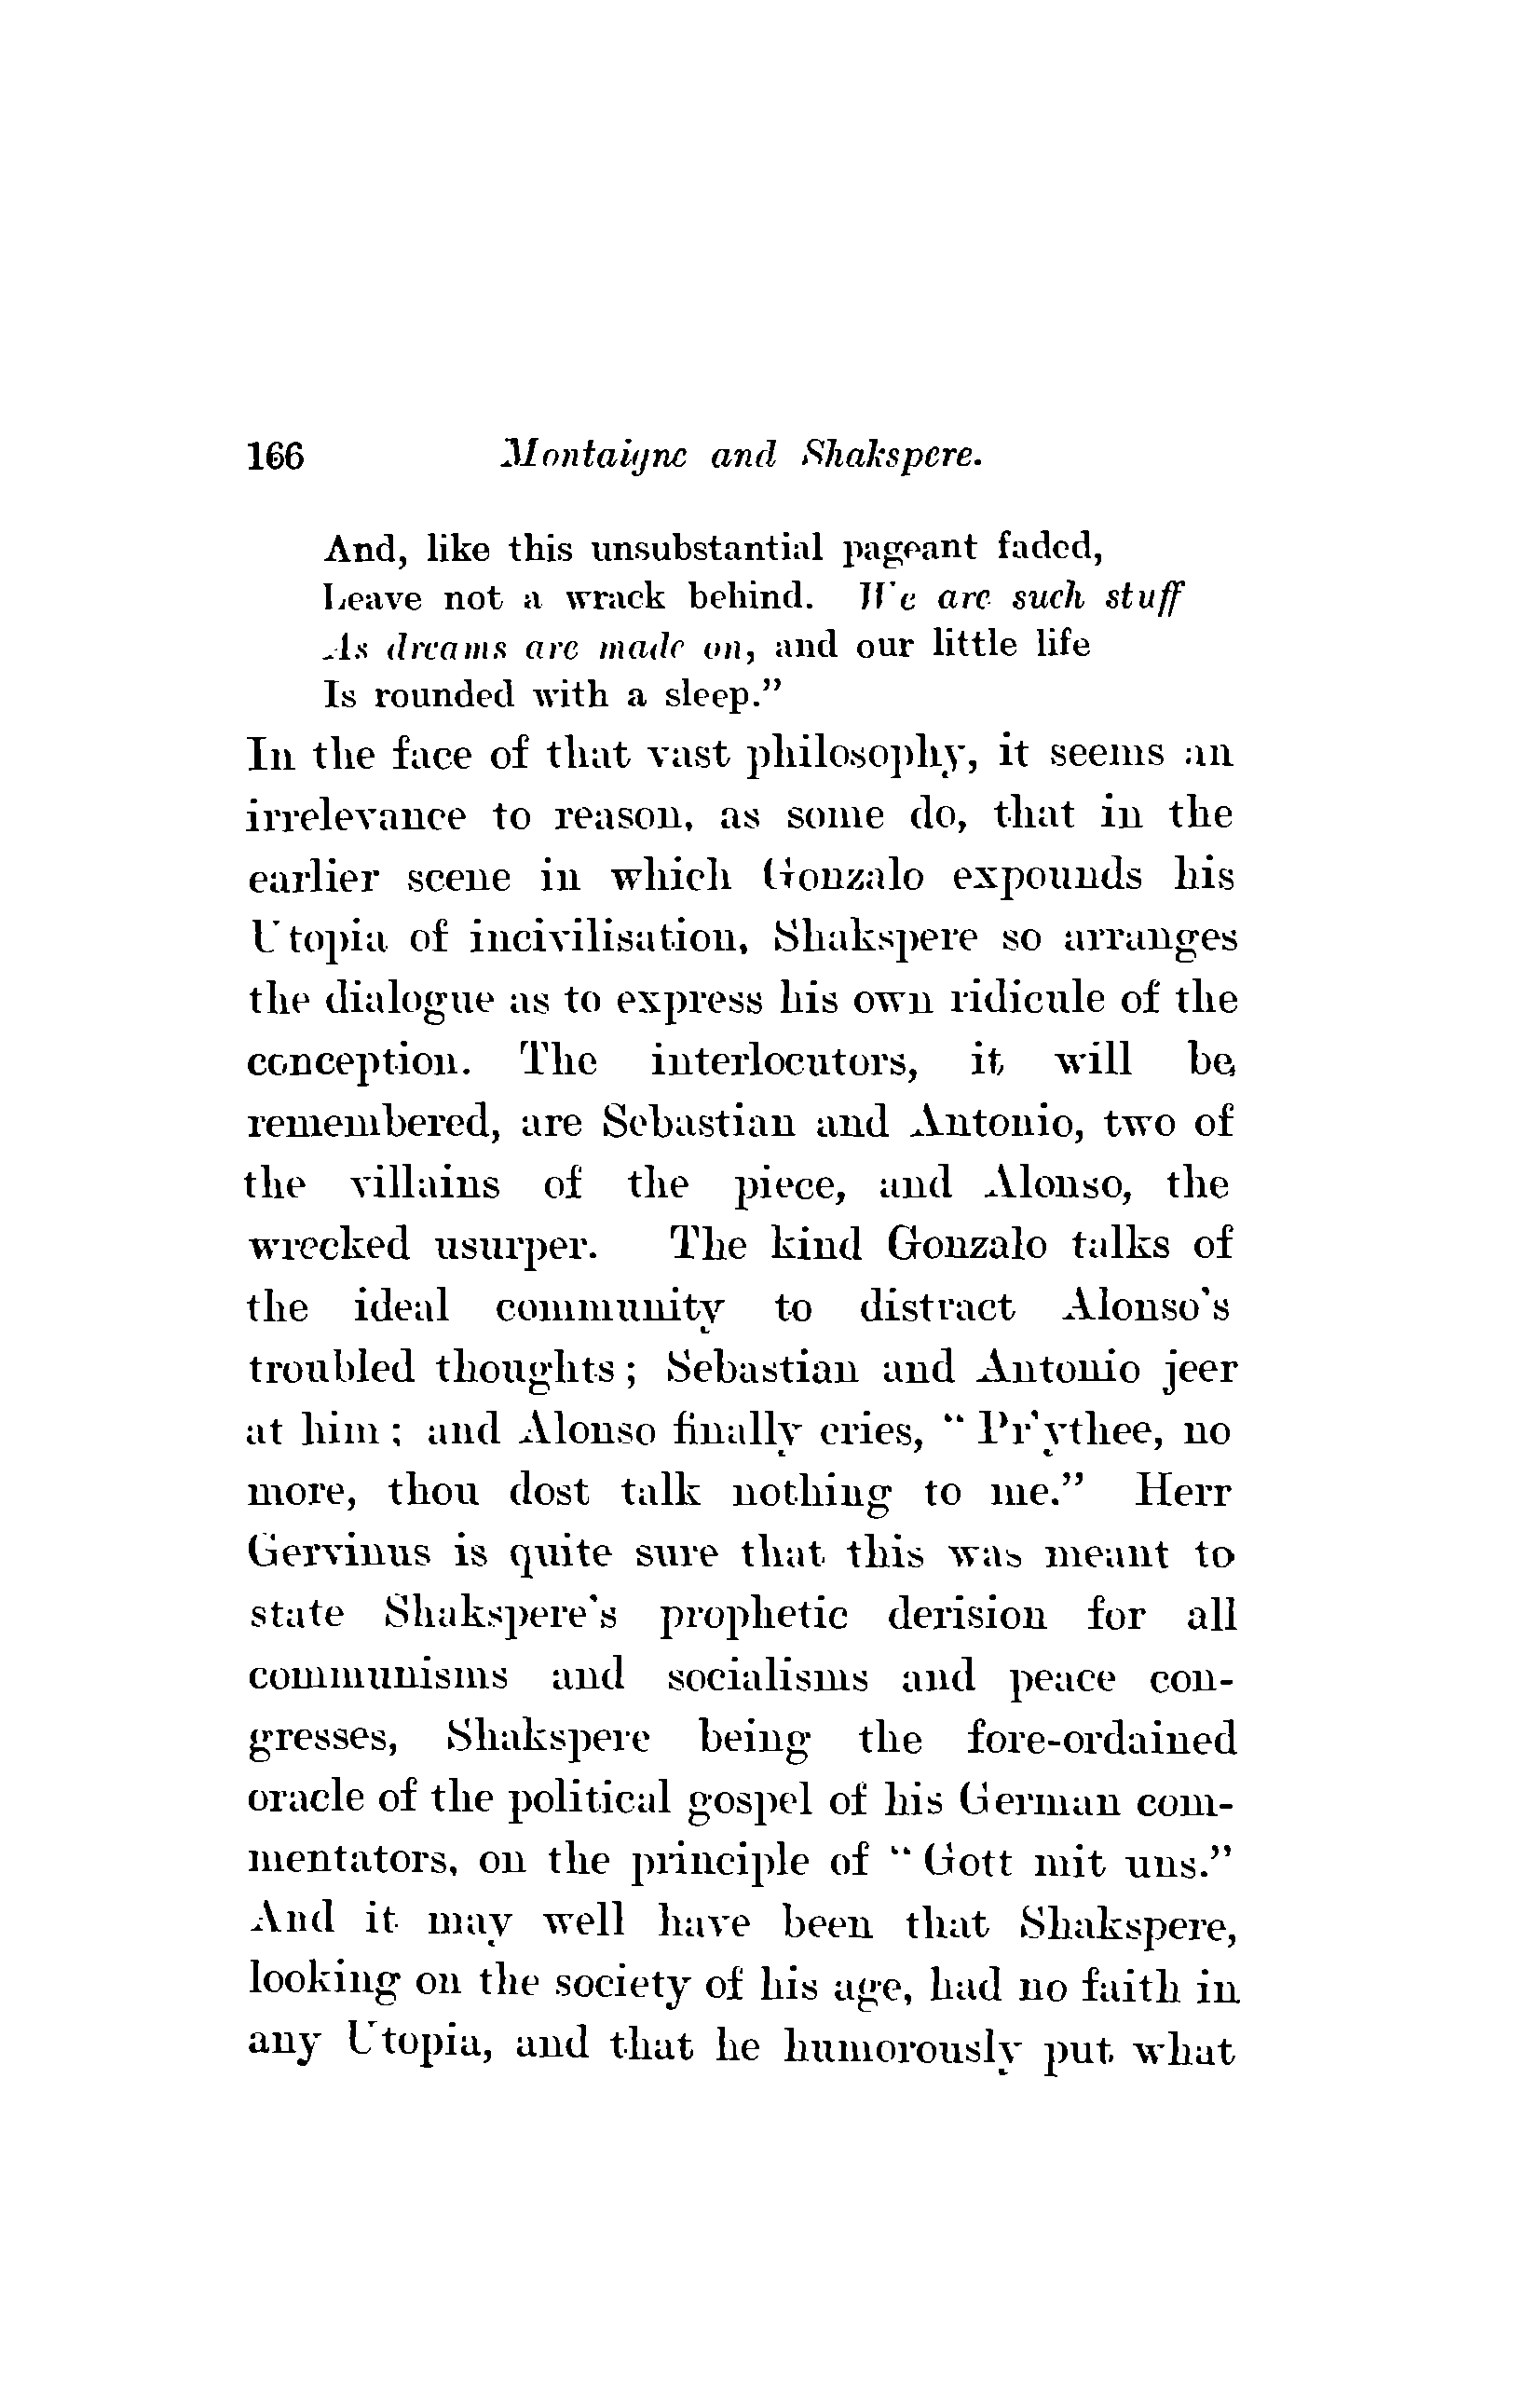 166 Montaigne and Shakspere.
And, like this unsubstantial pageant faded,
Leave not a wrack behind. We are such stuff
As dreams are made on, and our little life
Is rounded with a sleep.”
In the face of that vast philosophy, it seems an
irrelevance to reason, as some do, that in the
earlier scene in which Gonzalo expounds his
Utopia of incivilisation, Shakspere so arranges
the dialogue as to express his own ridicule of the
conception. The interlocutors, it will be
remembered, are Sebastian and Antonio, two of
the villains of the piece, and Alonso, the
wrecked usurper. The kind Gonzalo talks of
the ideal community to distract Alonso's
troubled thoughts; Sebastian and Antonio jeer
at him; and Alonso finally cries, “Pr'ythee, no
more, thou dost talk nothing to me.” Herr
Gervinus is quite sure that this was meant to
state Shakspere's prophetic derision for all
communisms and socialisms and peace con-
gresses, Shakspere being the fore-ordained
oracle of the political gospel of his German com-
mentators, on the principle of “Gott mit uns.”
And it may well have been that Shakspere,
looking on the society of his age, had no faith in
any Utopia, and that he humorously put what